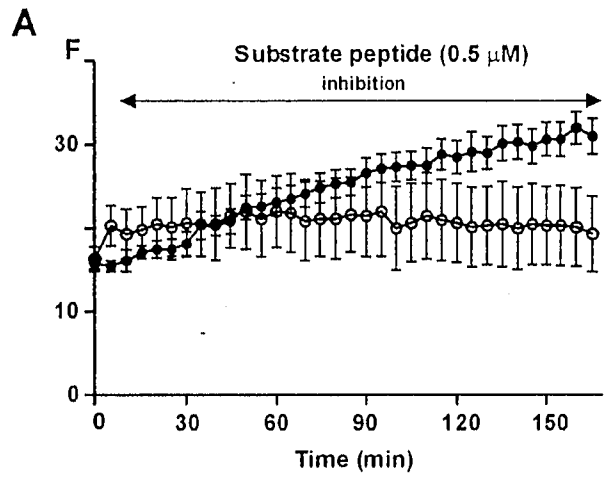 A
F
Substrate peptide (0.5 μM)
inhibition
30
10
0
0 30 60 90 120 150
Time (min)